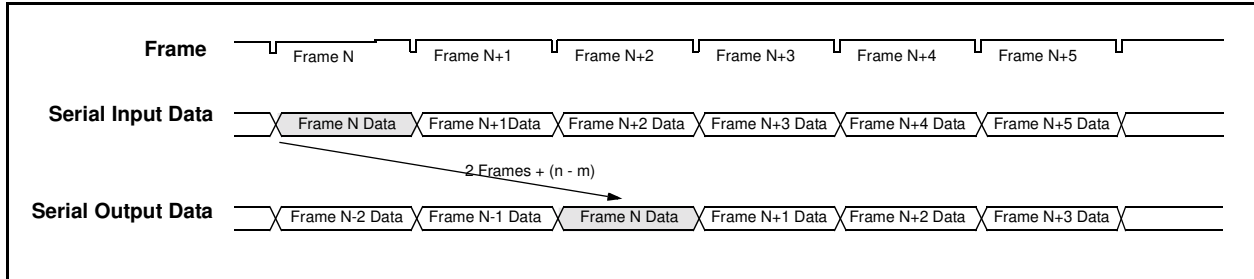 Frame
Frame N Frame N+1 Frame N+2 Frame N+3 Frame N+4 Frame N+5
Serial Input Data
Frame N Data Frame N+1Data Frame N+2 Data Frame N+3 Data Frame N+4 Data Frame N+5 Data
2 Frames + (n - m)
Serial Output Data
Frame N-2 Data Frame N-1 Data Frame N Data Frame N+1 Data Frame N+2 Data Frame N+3 Data